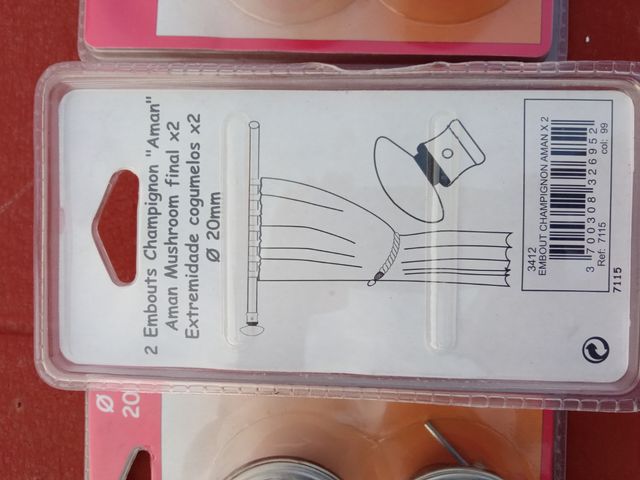 2 Embouts Champignon "Aman"
Aman Mushroom final x2
Extremidade cogumelos x2
Ø 20mm
3412
EMBOUT CHAMPIGNON AMAN X 2
3 700308 326952
Ref: 7115
col: 99
7115
Ø
20